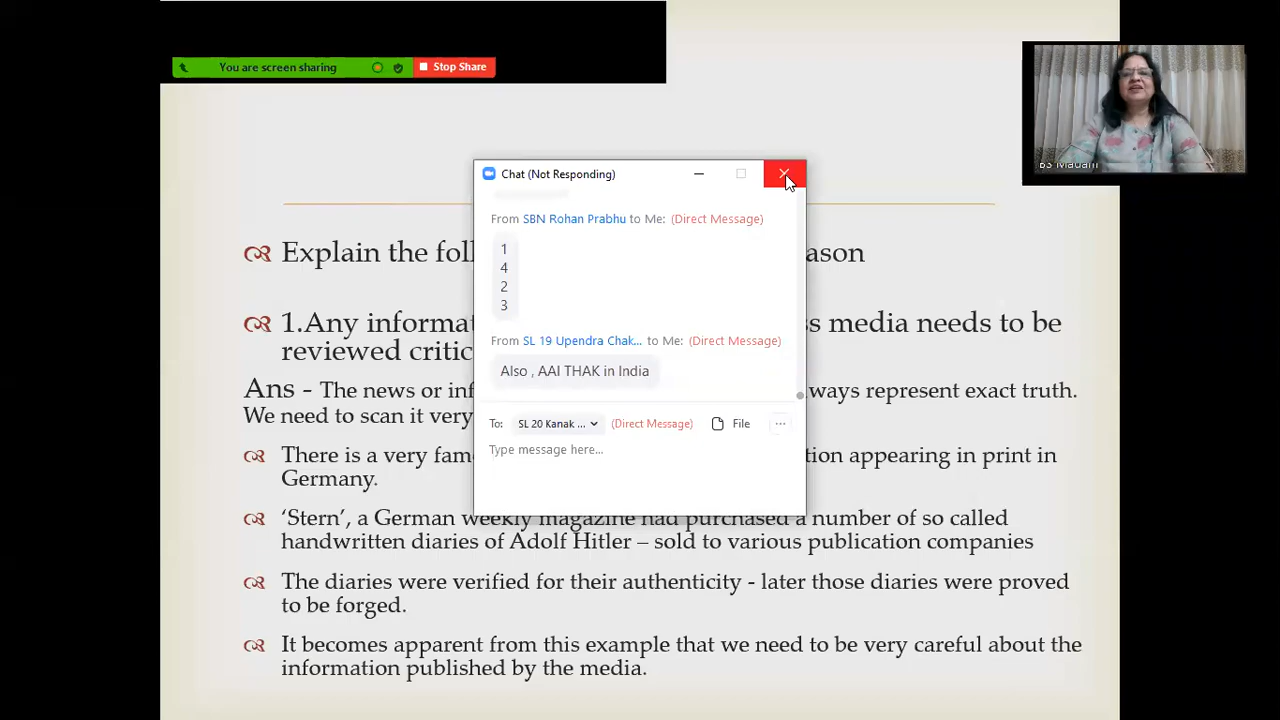 You are screen sharing
Stop Share
Chat (Not Responding)
From SBN Rohan Prabhu to Me: (Direct Message)
1
4
2
3
From SL 19 Upendra Chak... to Me: (Direct Message)
Also , AAI THAK in India
To: SL 20 Kanak ... (Direct Message) File ...
Type message here...
Explain the fol ason
1.Any informa s media needs to be
reviewed critic
Ans - The news or inf ways represent exact truth.
We need to scan it very
There is a very fam tion appearing in print in
Germany.
‘Stern’, a German weekly magazine had purchased a number of so called
handwritten diaries of Adolf Hitler – sold to various publication companies
The diaries were verified for their authenticity - later those diaries were proved
to be forged.
It becomes apparent from this example that we need to be very careful about the
information published by the media.